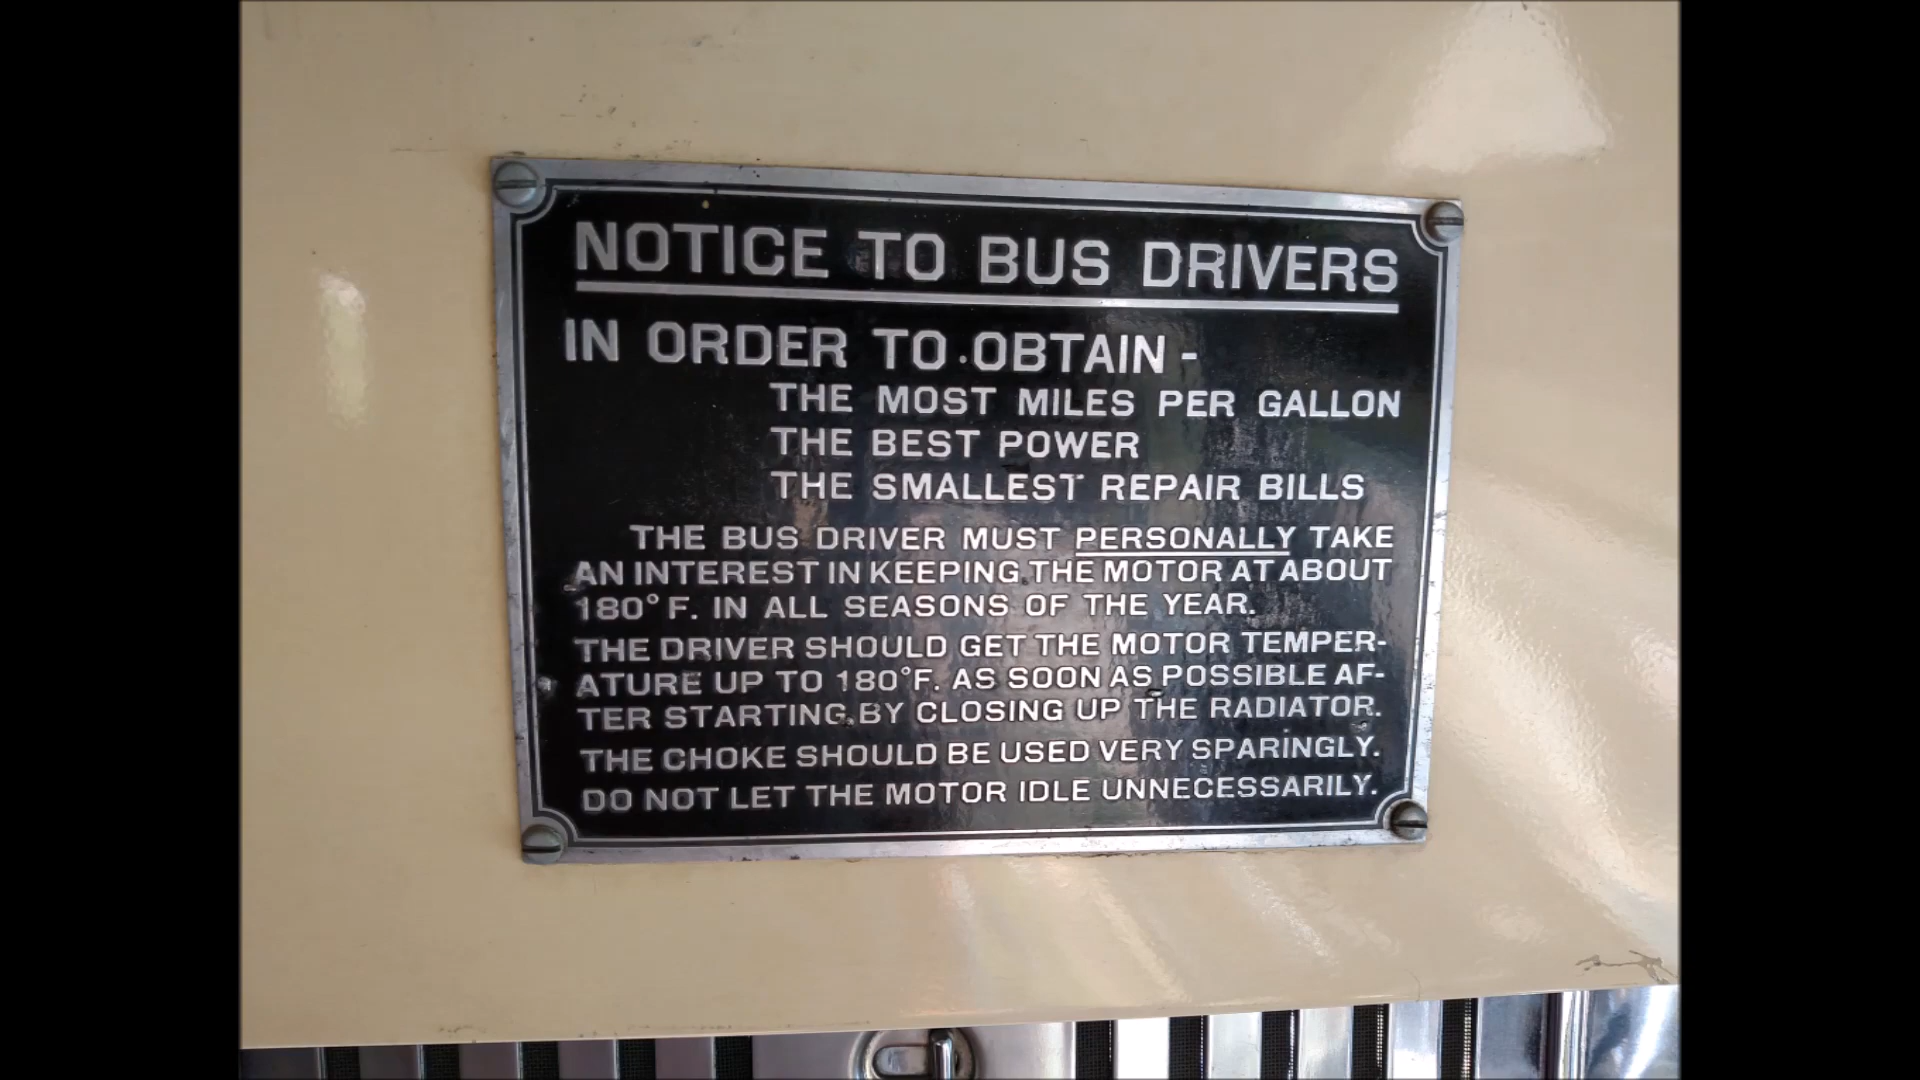 NOTICE TO BUS DRIVERS
IN ORDER TO OBTAIN -
THE MOST MILES PER GALLON
THE BEST POWER
THE SMALLEST REPAIR BILLS
THE BUS DRIVER MUST PERSONALLY TAKE
AN INTEREST IN KEEPING THE MOTOR AT ABOUT
180° F. IN ALL SEASONS OF THE YEAR.
THE DRIVER SHOULD GET THE MOTOR TEMPER-
ATURE UP TO 180°F. AS SOON AS POSSIBLE AF-
TER STARTING BY CLOSING UP THE RADIATOR.
THE CHOKE SHOULD BE USED VERY SPARINGLY.
DO NOT LET THE MOTOR IDLE UNNECESSARILY.